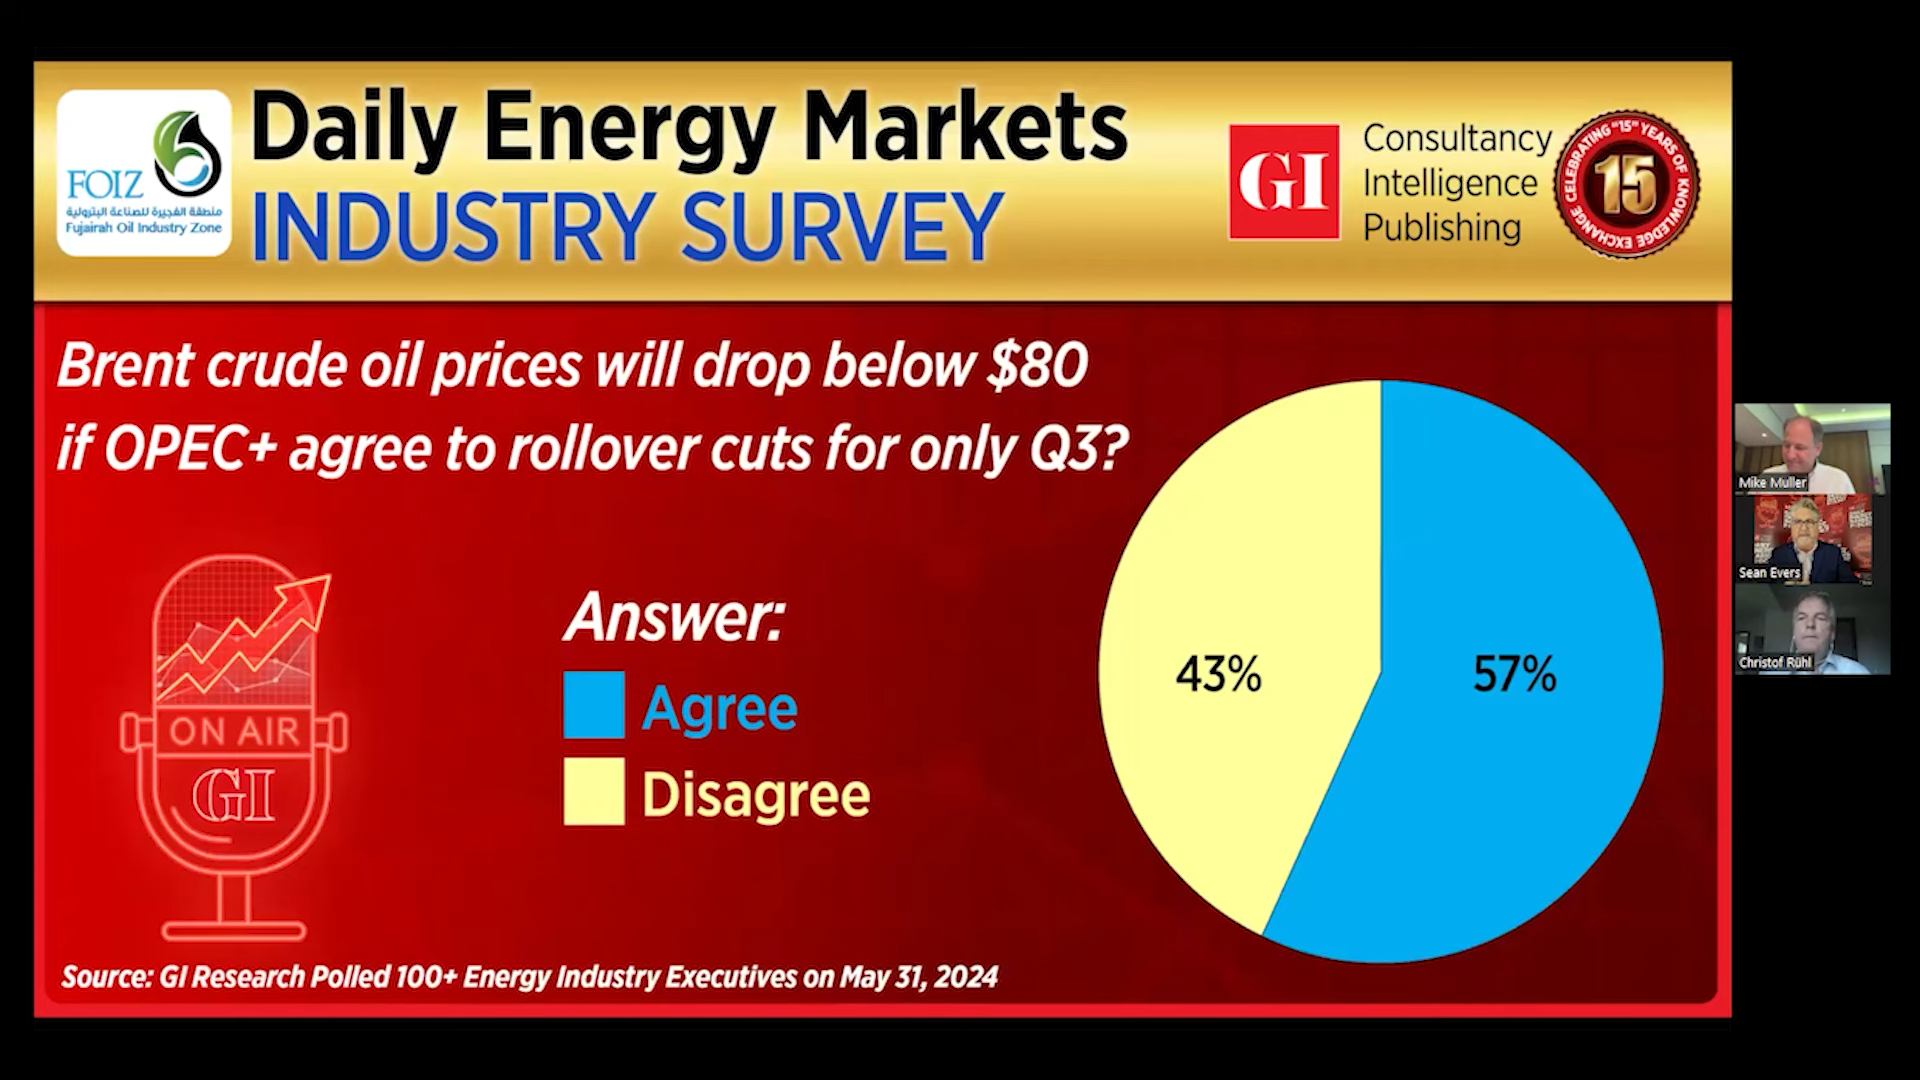 FOIZ
منطقة الفجيرة للصناعة البترولية
Fujairah Oil Industry Zone
Daily Energy Markets
INDUSTRY SURVEY
GI
Consultancy
Intelligence
Publishing
CELEBRATING "15" YEARS OF KNOWLEDGE EXCHANGE
15
Brent crude oil prices will drop below $80
if OPEC+ agree to rollover cuts for only Q3?
Answer:
Agree
Disagree
43%
57%
ON AIR
GI
Source: GI Research Polled 100+ Energy Industry Executives on May 31, 2024
Mike Muller
Sean Evers
Christof Rühl